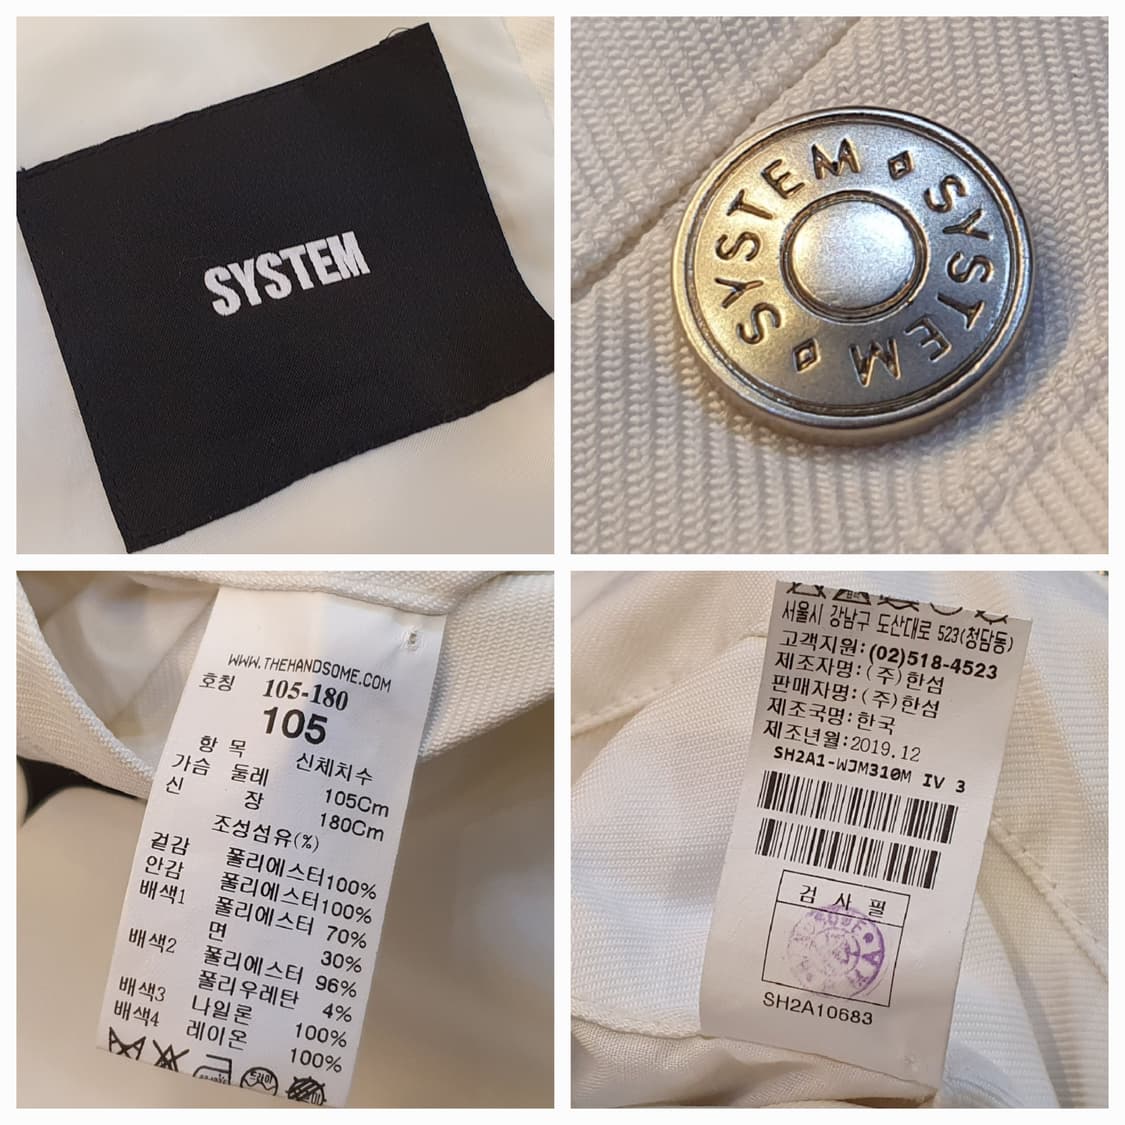 SYSTEM
SYSTEM ◇ SYSTEM ◇
WWW.THEHANDSOME.COM
호칭 105-180
105
항 목 신체치수
가슴 둘레 105Cm
신 장 180Cm
조성섬유(%)
겉감 폴리에스터100%
안감 폴리에스터100%
배색1 폴리에스터 70%
면 30%
배색2 폴리에스터 96%
폴리우레탄 4%
배색3 나일론 100%
배색4 레이온 100%
드라이
서울시 강남구 도산대로 523(청담동)
고객지원:(02)518-4523
제조자명:(주)한섬
판매자명:(주)한섬
제조국명:한국
제조년월:2019.12
SH2A1-WJM310M IV 3
검 사 필
SH2A10683